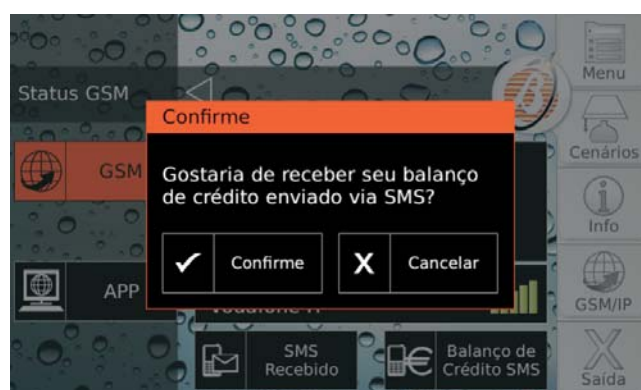 Status GSM
Menu
Confirme
Cenários
GSM
Gostaria de receber seu balanço
de crédito enviado via SMS?
Info
Confirme
Cancelar
APP
GSM/IP
SMS
Recebido
Balanço de
Crédito SMS
Saída